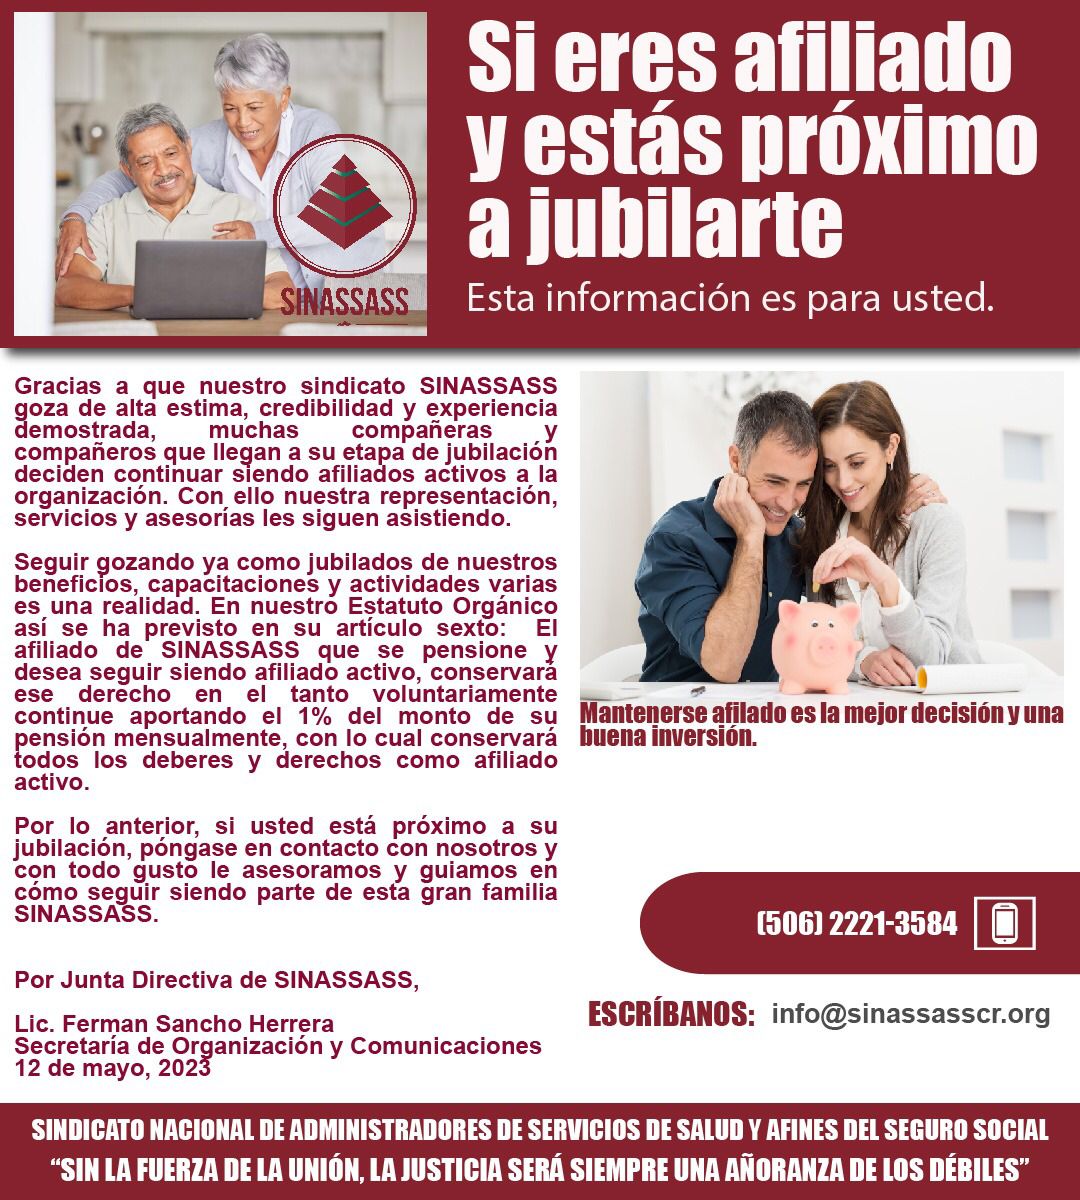 Si eres afiliado
y estás próximo
a jubilarte
Esta información es para usted.
SINASSASS
Gracias a que nuestro sindicato SINASSASS
goza de alta estima, credibilidad y experiencia
demostrada, muchas compañeras y
compañeros que llegan a su etapa de jubilación
deciden continuar siendo afiliados activos a la
organización. Con ello nuestra representación,
servicios y asesorías les siguen asistiendo.
Seguir gozando ya como jubilados de nuestros
beneficios, capacitaciones y actividades varias
es una realidad. En nuestro Estatuto Orgánico
así se ha previsto en su artículo sexto: El
afiliado de SINASSASS que se pensione y
desea seguir siendo afiliado activo, conservará
ese derecho en el tanto voluntariamente
continue aportando el 1% del monto de su
pensión mensualmente, con lo cual conservará
todos los deberes y derechos como afiliado
activo.
Por lo anterior, si usted está próximo a su
jubilación, póngase en contacto con nosotros y
con todo gusto le asesoramos y guiamos en
cómo seguir siendo parte de esta gran familia
SINASSASS.
Por Junta Directiva de SINASSASS,
Lic. Ferman Sancho Herrera
Secretaría de Organización y Comunicaciones
12 de mayo, 2023
Mantenerse afilado es la mejor decisión y una
buena inversión.
(506) 2221-3584
ESCRÍBANOS: info@sinassasscr.org
SINDICATO NACIONAL DE ADMINISTRADORES DE SERVICIOS DE SALUD Y AFINES DEL SEGURO SOCIAL
“SIN LA FUERZA DE LA UNIÓN, LA JUSTICIA SERÁ SIEMPRE UNA AÑORANZA DE LOS DÉBILES”